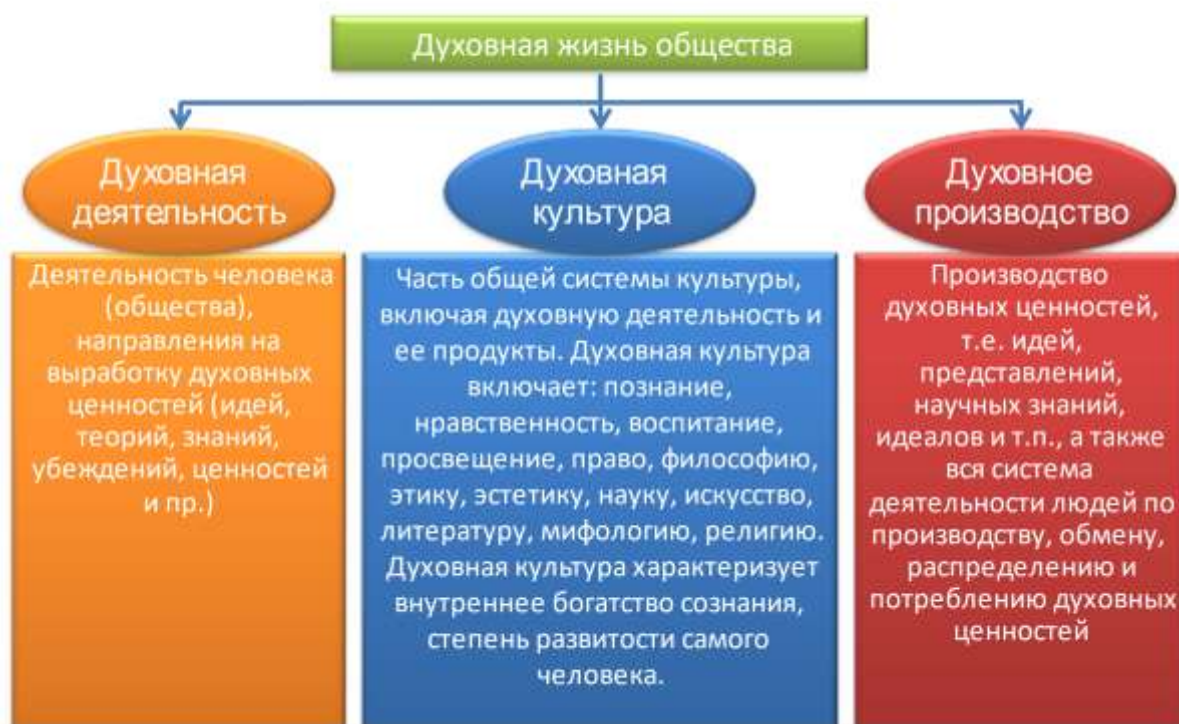 Духовная жизнь общества
Духовная
деятельность
Деятельность человека
(общества),
направления на
выработку духовных
ценностей (идей,
теорий, знаний,
убеждений, ценностей
и пр.)
Духовная
культура
Часть общей системы культуры,
включая духовную деятельность и
ее продукты. Духовная культура
включает: познание,
нравственность, воспитание,
просвещение, право, философию,
этику, эстетику, науку, искусство,
литературу, мифологию, религию.
Духовная культура характеризует
внутреннее богатство сознания,
степень развитости самого
человека.
Духовное
производство
Производство
духовных ценностей,
т.е. идей,
представлений,
научных знаний,
идеалов и т.п., а также
вся система
деятельности людей по
производству, обмену,
распределению и
потреблению духовных
ценностей